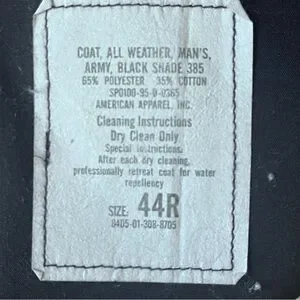 COAT, ALL WEATHER, MAN'S,
ARMY, BLACK SHADE 385
65% POLYESTER 35% COTTON
SPO100-95-D-0365
AMERICAN APPAREL, INC.
Cleaning Instructions
Dry Clean Only
Special Instructions.
After each dry cleaning,
professionally retreat coat for water
repellency
SIZE: 44R
8405-01-308-8705